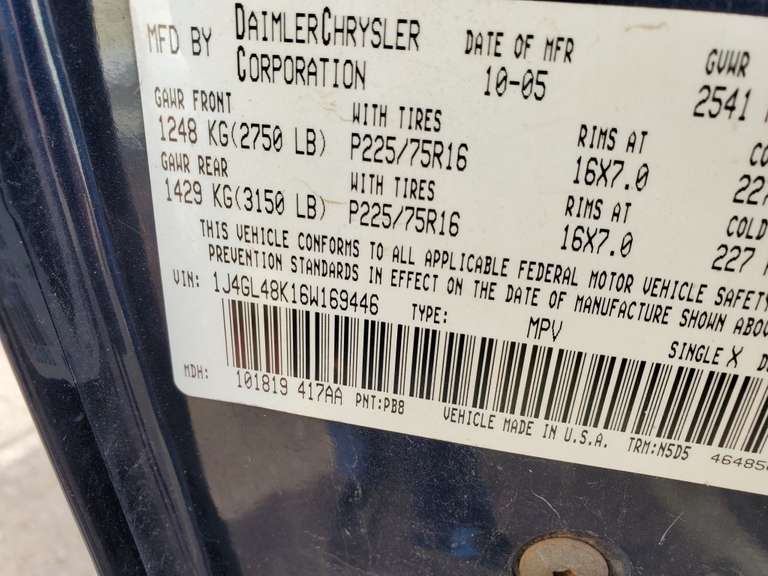 MFD BY DAIMLERCHRYSLER CORPORATION DATE OF MFR 10-05 GVWR 2541
GAWR FRONT WITH TIRES RIMS AT
1248 KG(2750 LB) P225/75R16 16X7.0 227
GAWR REAR WITH TIRES RIMS AT COLD
1429 KG(3150 LB) P225/75R16 16X7.0 227
THIS VEHICLE CONFORMS TO ALL APPLICABLE FEDERAL MOTOR VEHICLE SAFETY
PREVENTION STANDARDS IN EFFECT ON THE DATE OF MANUFACTURE SHOWN
VIN: 1J4GL48K16W169446 TYPE: MPV SINGLE X
MDH: 101819 417AA PNT:PB8 VEHICLE MADE IN U.S.A. TRM:N5D5